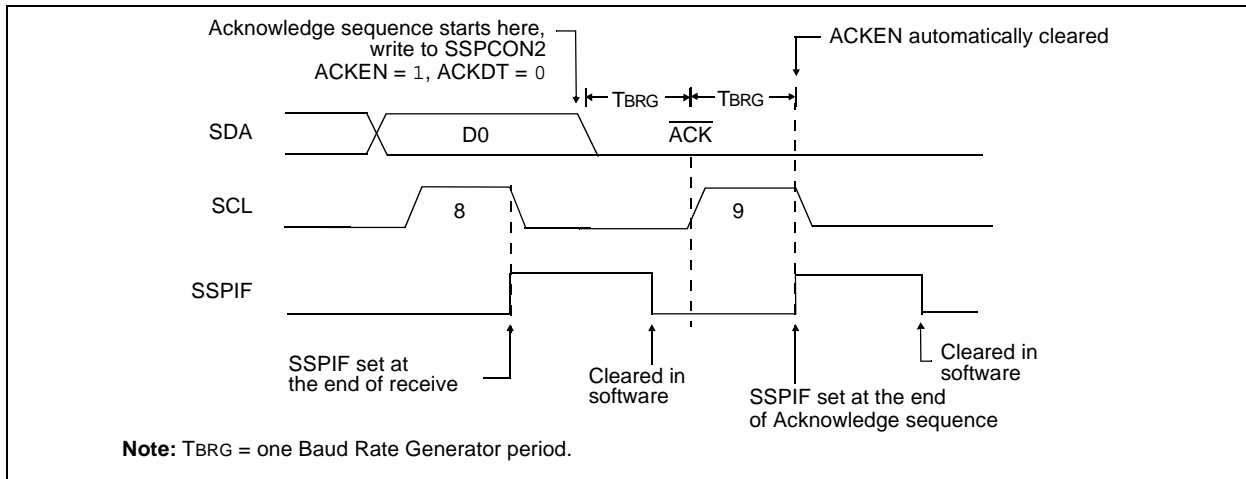 Acknowledge sequence starts here,
write to SSPCON2
ACKEN = 1, ACKDT = 0
ACKEN automatically cleared
TBRG
TBRG
SDA
D0
ACK
SCL
8
9
SSPIF
SSPIF set at
the end of receive
Cleared in
software
SSPIF set at the end
of Acknowledge sequence
Cleared in
software
Note: TBRG = one Baud Rate Generator period.